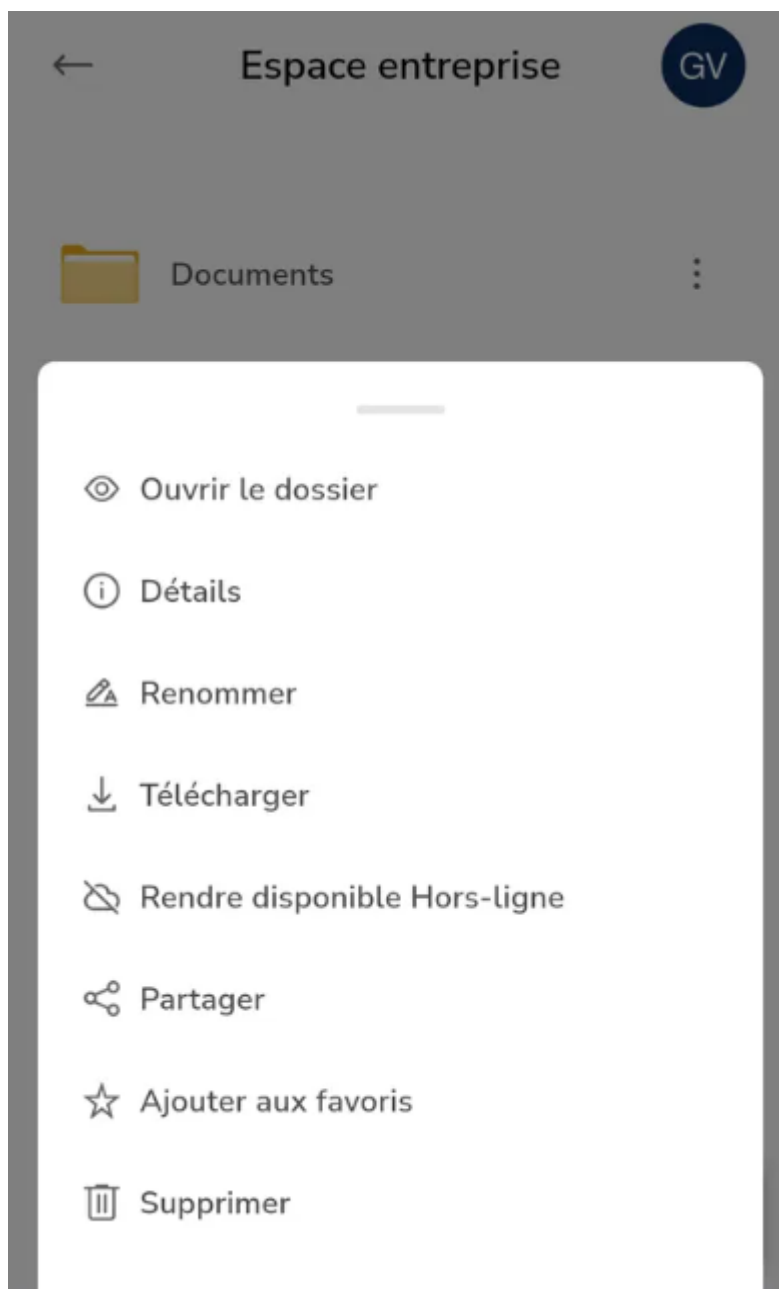 Espace entreprise
GV
Documents
Ouvrir le dossier
Détails
Renommer
Télécharger
Rendre disponible Hors-ligne
Partager
Ajouter aux favoris
Supprimer